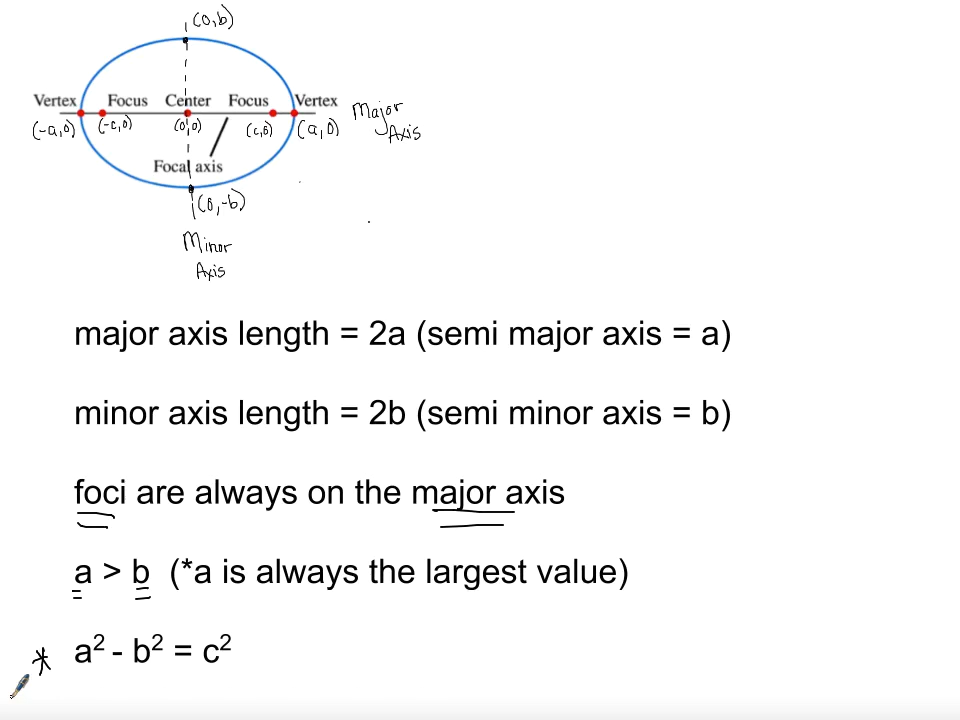 (0,b)
Vertex Focus Center Focus Vertex Major
(-a,0) (-c,0) (0,0) (c,0) (a,0) Axis
Focal axis
(0,-b)
Minor
Axis
major axis length = 2a (semi major axis = a)
minor axis length = 2b (semi minor axis = b)
foci are always on the major axis
a > b (*a is always the largest value)
* a² - b² = c²